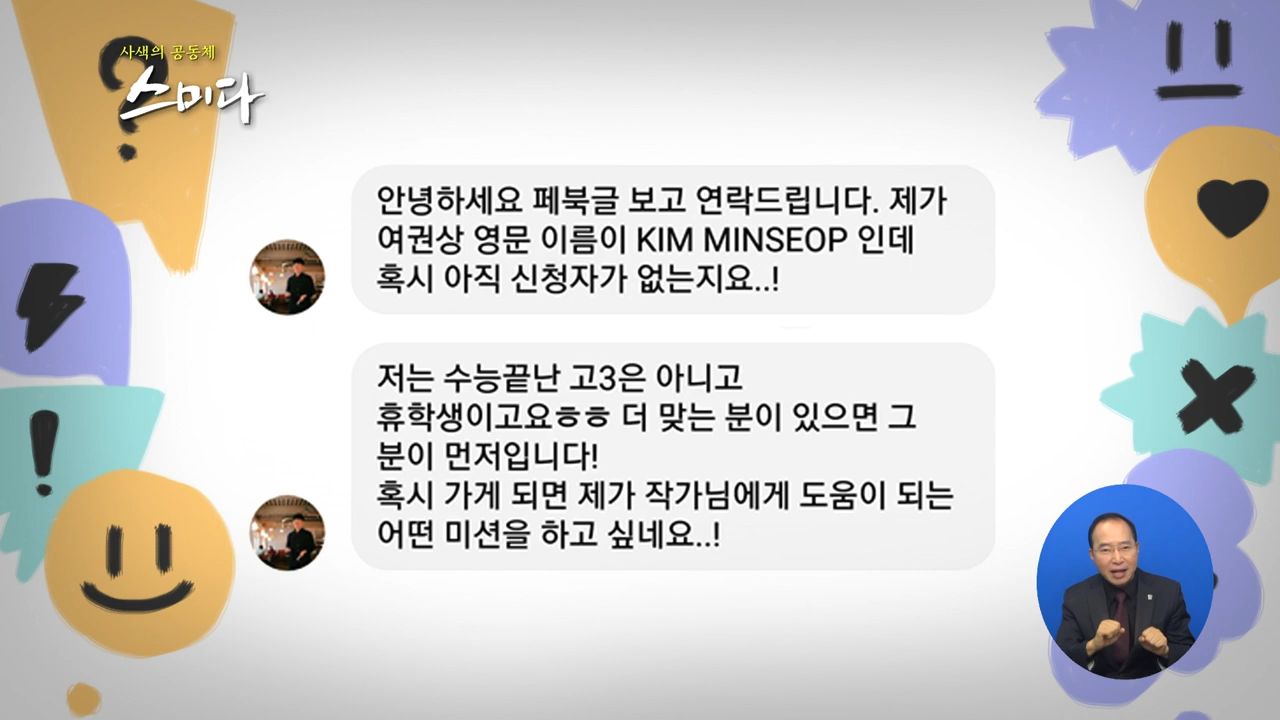 사색의 공동체
스미다
안녕하세요 페북글 보고 연락드립니다. 제가
여권상 영문 이름이 KIM MINSEOP 인데
혹시 아직 신청자가 없는지요..!
저는 수능끝난 고3은 아니고
휴학생이고요ㅎㅎ 더 맞는 분이 있으면 그
분이 먼저입니다!
혹시 가게 되면 제가 작가님에게 도움이 되는
어떤 미션을 하고 싶네요..!